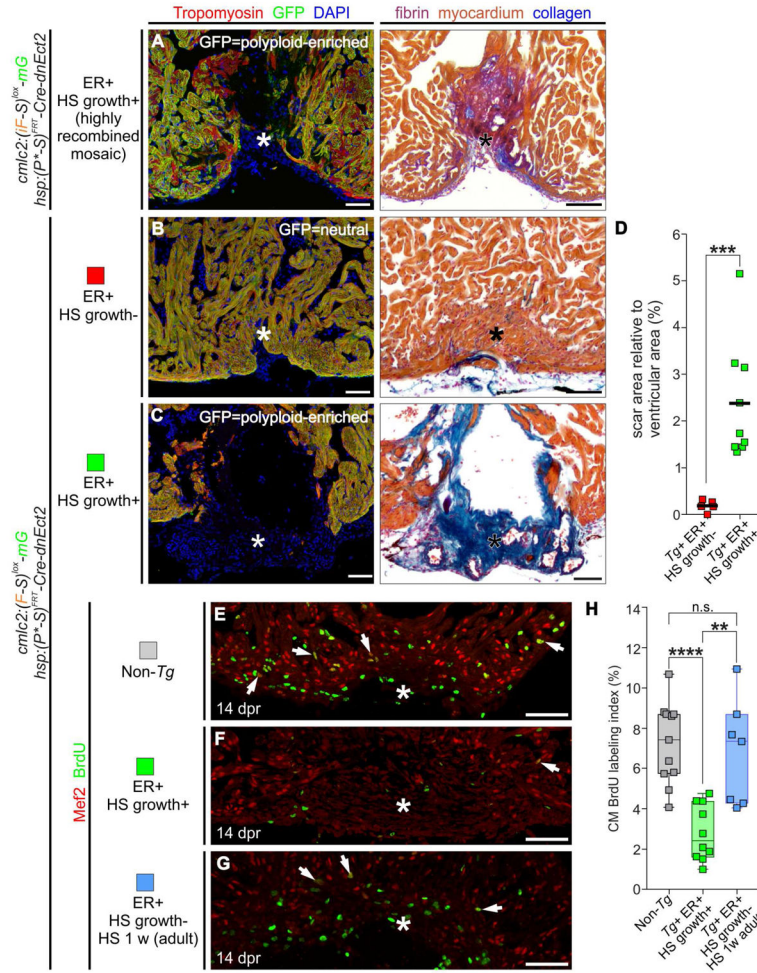 Tropomyosin GFP DAPI
fibrin myocardium collagen
cmlc2:(iF-S)lox-mG
hsp:(P*-S)FRT-Cre-dnEct2
ER+
HS growth+
(highly
recombined
mosaic)
A
GFP=polyploid-enriched
*
*
cmlc2:(F-S)lox-mG
hsp:(P*-S)FRT-Cre-dnEct2
ER+
HS growth-
B
GFP=neutral
*
*
ER+
HS growth+
C
GFP=polyploid-enriched
*
*
D
scar area relative to
ventricular area (%)
6
5
4
3
2
1
0
***
Tg+ ER+
HS growth-
Tg+ ER+
HS growth+
Mef2 BrdU
Non-Tg
E
*
14 dpr
ER+
HS growth+
F
*
14 dpr
ER+
HS growth-
HS 1 w (adult)
G
*
14 dpr
H
CM BrdU labeling index (%)
14
12
10
8
6
4
2
0
n.s.
**
****
Non-Tg
Tg+ ER+
HS growth+
Tg+ ER+
HS growth-
HS 1w adult